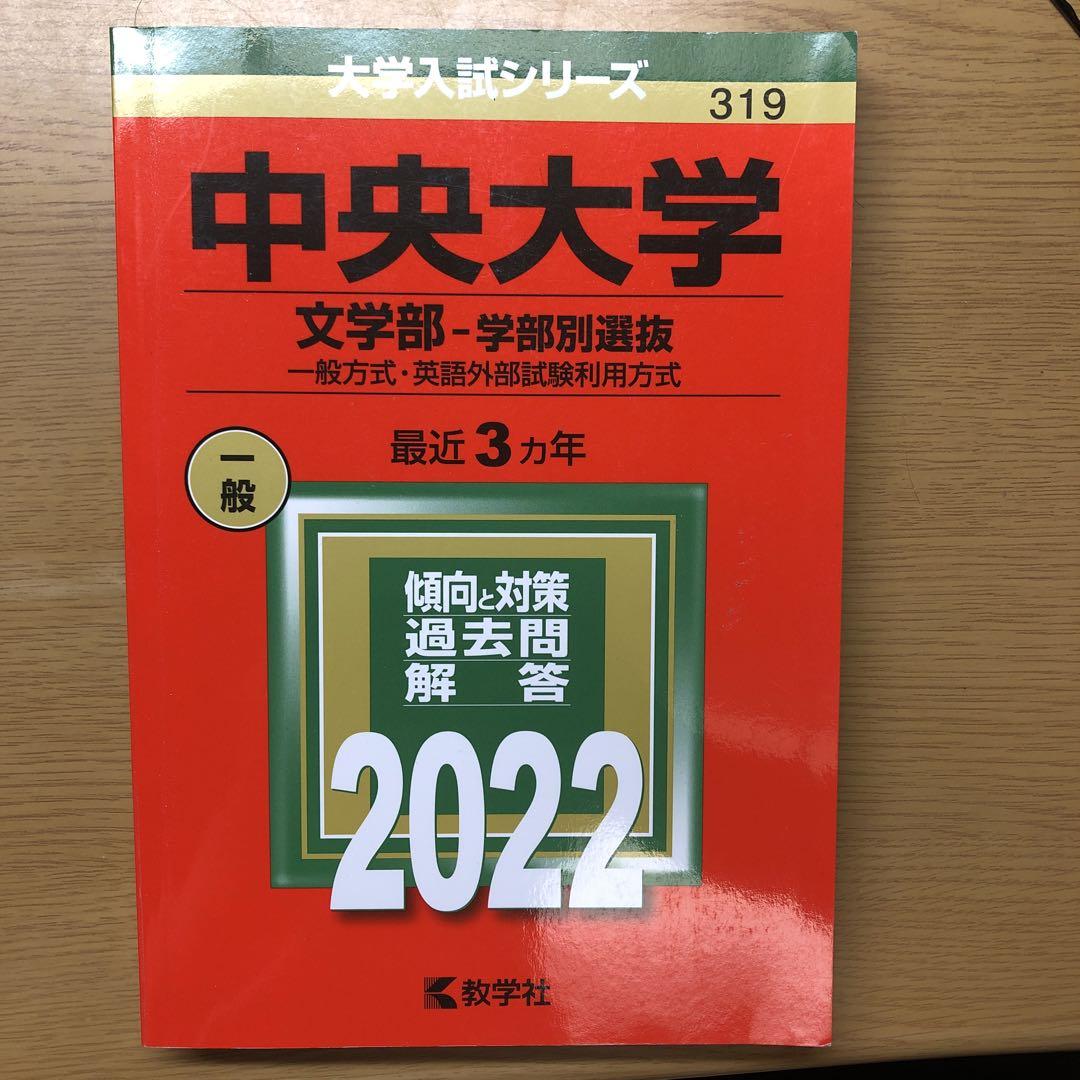 大学入試シリーズ
319
中央大学
文学部-学部別選抜
一般方式・英語外部試験利用方式
最近3カ年
一般
傾向と対策
過去問
解答
2022
教学社